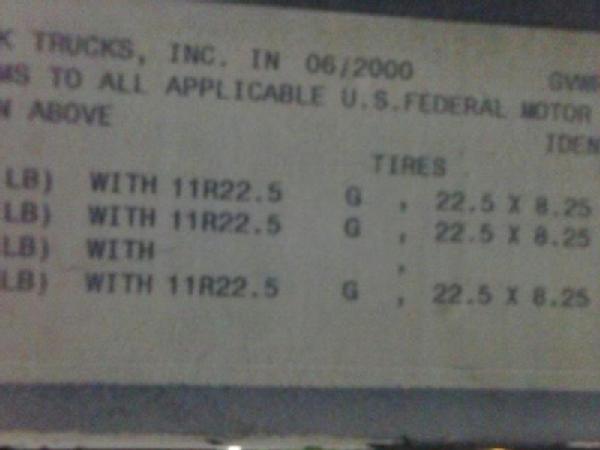 K TRUCKS, INC. IN 06/2000 GVWR
MS TO ALL APPLICABLE U.S.FEDERAL MOTOR
N ABOVE
IDEN
TIRES
LB) WITH 11R22.5 G , 22.5 X 8.25
LB) WITH 11R22.5 G , 22.5 X 8.25
LB) WITH ,
LB) WITH 11R22.5 G , 22.5 X 8.25